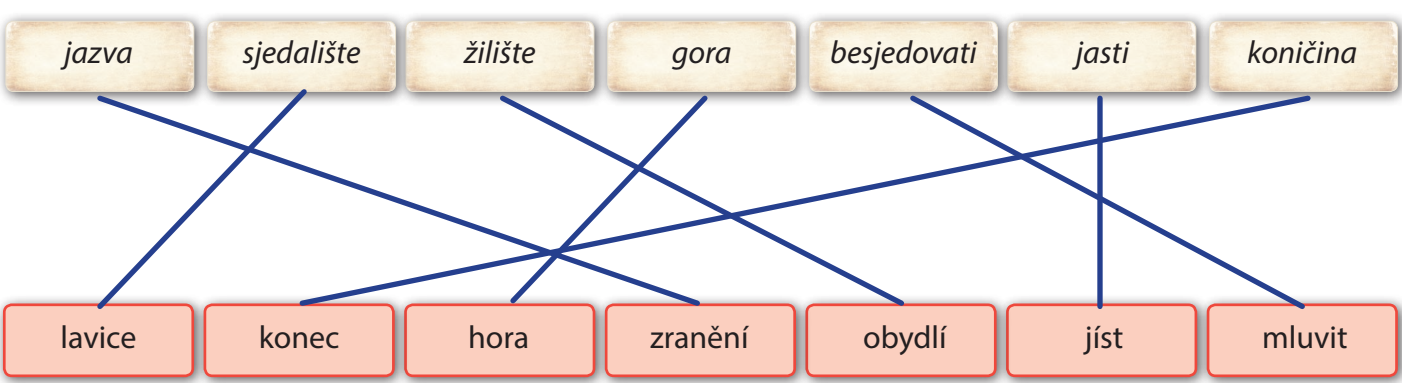 jazva sjedalište žilište gora besjedovati jasti koničina
lavice konec hora zranění obydlí jíst mluvit